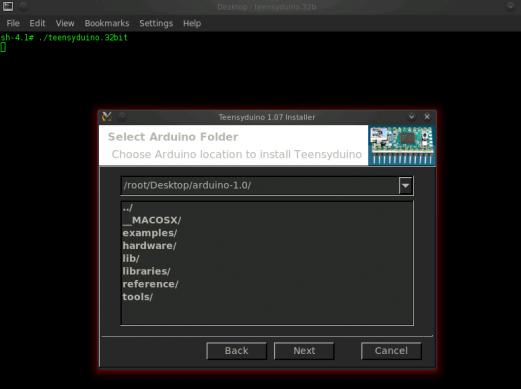 Desktop : teensyduino.32b
File Edit View Bookmarks Settings Help
sh-4.1# ./teensyduino.32bit
Teensyduino 1.07 Installer
Select Arduino Folder
Choose Arduino location to install Teensyduino
/root/Desktop/arduino-1.0/
../
__MACOSX/
examples/
hardware/
lib/
libraries/
reference/
tools/
Back Next Cancel